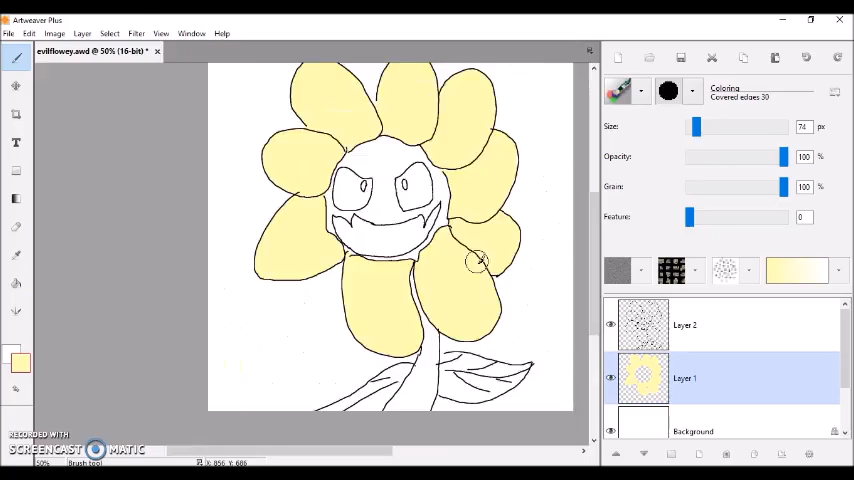 Artweaver Plus
File Edit Image Layer Select Filter View Window Help
evilflowey.awd @ 50% (16-bit) *
Coloring
Covered edges 30
Size: 74 px
Opacity: 100 %
Grain: 100 %
Feature: 0
Layer 2
Layer 1
Background
RECORDED WITH
SCREENCAST MATIC
50% Brush tool X: 856 Y: 686